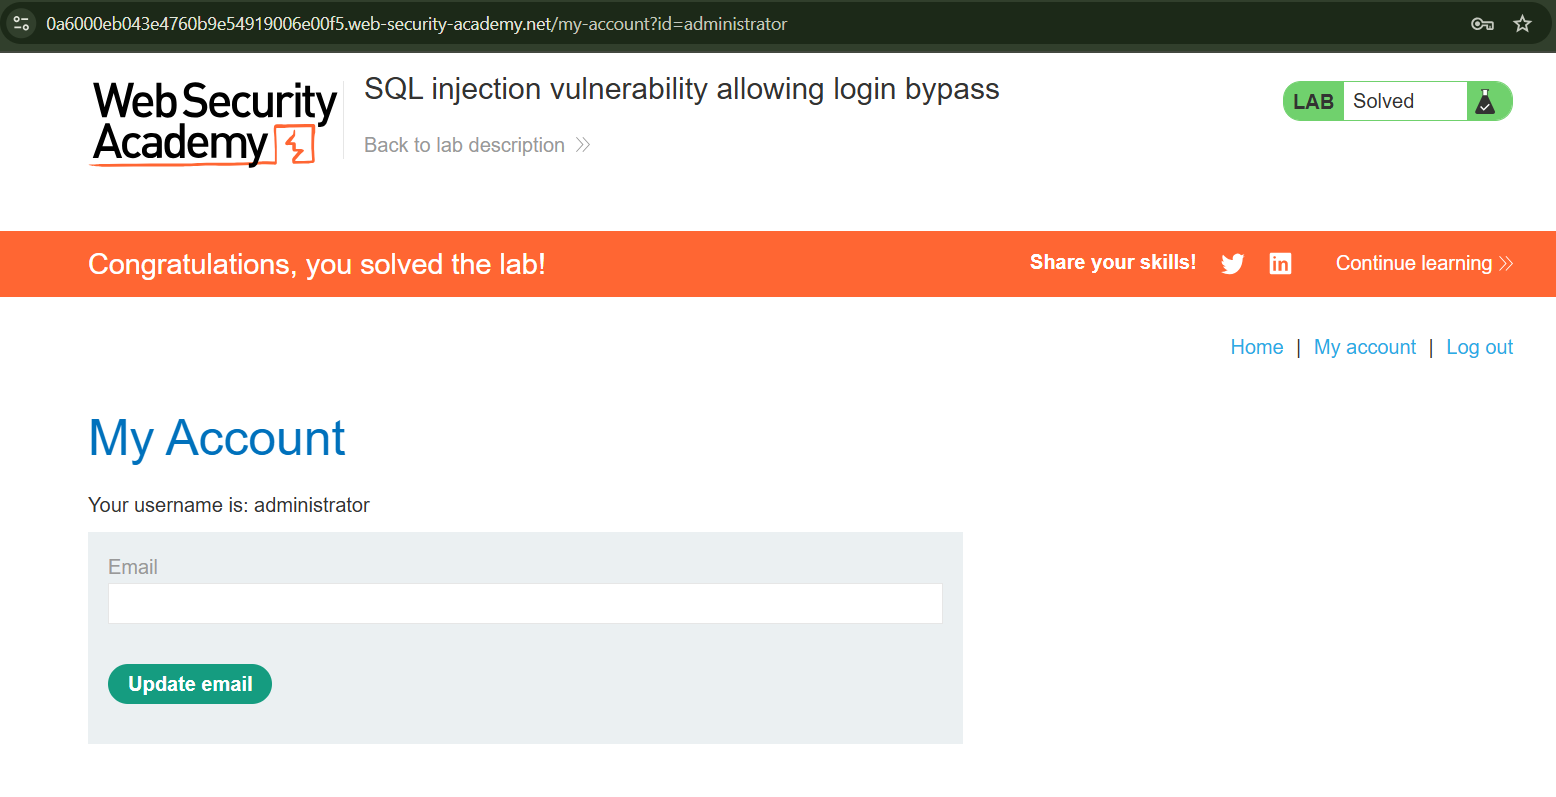 0a6000eb043e4760b9e54919006e00f5.web-security-academy.net/my-account?id=administrator
Web Security
Academy
SQL injection vulnerability allowing login bypass
Back to lab description
LAB Solved
Congratulations, you solved the lab!
Share your skills!
Continue learning
Home | My account | Log out
My Account
Your username is: administrator
Email
Update email